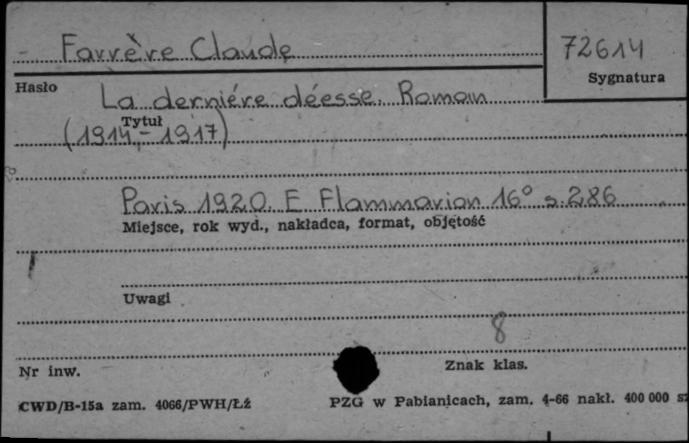 Farrère Claude
72614
Sygnatura
Hasło
La derniére déesse. Roman
Tytuł
(1914 - 1917)
Paris 1920. E Flammarion 16° s. 286
Miejsce, rok wyd., nakładca, format, objętość
Uwagi
8
Nr inw.
Znak klas.
CWD/B-15a zam. 4066/PWH/Łż
PZG w Pabianicach, zam. 4-66 nakł. 400 000